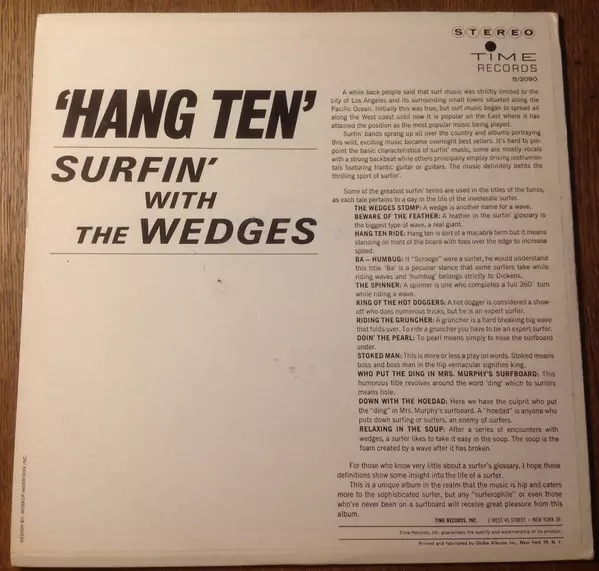 STEREO
TIME
RECORDS
S/2090
'HANG TEN'
SURFIN'
WITH
THE WEDGES
A while back people said that surf music was strictly limited to the
city of Los Angeles and its surrounding small towns situated along the
Pacific Ocean. Initially this was true, but surf music began to spread all
along the West coast until now it is popular on the East where it has
attained the position as the most popular music being played.
Surfin' bands sprang up all over the country and albums portraying
this wild, exciting music became overnight best sellers. It's hard to pin-
point the basic characteristics of surfin' music, some are mostly vocals
with a strong backbeat while others principally employ driving instrumen-
tals featuring frantic guitar or guitars. The music definitely befits the
thrilling sport of surfin'.
Some of the greatest surfin' terms are used in the titles of the tunes,
as each tale pertains to a day in the life of the inveterate surfer.
THE WEDGES STOMP: A wedge is another name for a wave.
BEWARE OF THE FEATHER: A feather in the surfin' glossary is
the biggest type of wave, a real giant.
HANG TEN RIDE: Hang ten is sort of a macabre term but it means
standing on front of the board with toes over the edge to increase
speed.
BA — HUMBUG: If "Scrooge" were a surfer, he would understand
this title. 'Ba' is a peculiar stance that some surfers take while
riding waves and 'humbug' belongs strictly to Dickens.
THE SPINNER: A spinner is one who completes a full 360° turn
while riding a wave.
KING OF THE HOT DOGGERS: A hot dogger is considered a show-
off who does numerous tricks, but he is an expert surfer.
RIDING THE GRUNCHER: A gruncher is a hard breaking big wave
that folds over. To ride a gruncher you have to be an expert surfer.
DOIN' THE PEARL: To pearl means simply to nose the surfboard
under.
STOKED MAN: This is more or less a play on words. Stoked means
boss and boss man in the hip vernacular signifies king.
WHO PUT THE DING IN MRS. MURPHY'S SURFBOARD: This
humorous title revolves around the word 'ding' which to surfers
means hole.
DOWN WITH THE HOEDAD: Here we have the culprit who put
the "ding" in Mrs. Murphy's surfboard. A "hoedad" is anyone who
puts down surfing or surfers, an enemy of surfers.
RELAXING IN THE SOUP: After a series of encounters with
wedges, a surfer likes to take it easy in the soup. The soup is the
foam created by a wave after it has broken.
For those who know very little about a surfer's glossary, I hope these
definitions show some insight into the life of a surfer.
This is a unique album in the realm that the music is hip and caters
more to the sophisticated surfer, but any "surferophile" or even those
who've never been on a surfboard will receive great pleasure from this
album.
TIME RECORDS, INC. 2 WEST 45 STREET • NEW YORK 36
Time Records, Inc. guarantees the quality and workmanship of its product.
Printed and fabricated by Globe Albums Inc., New York 29, N. Y.
DESIGN BY: MURROF-MORRISON, INC.